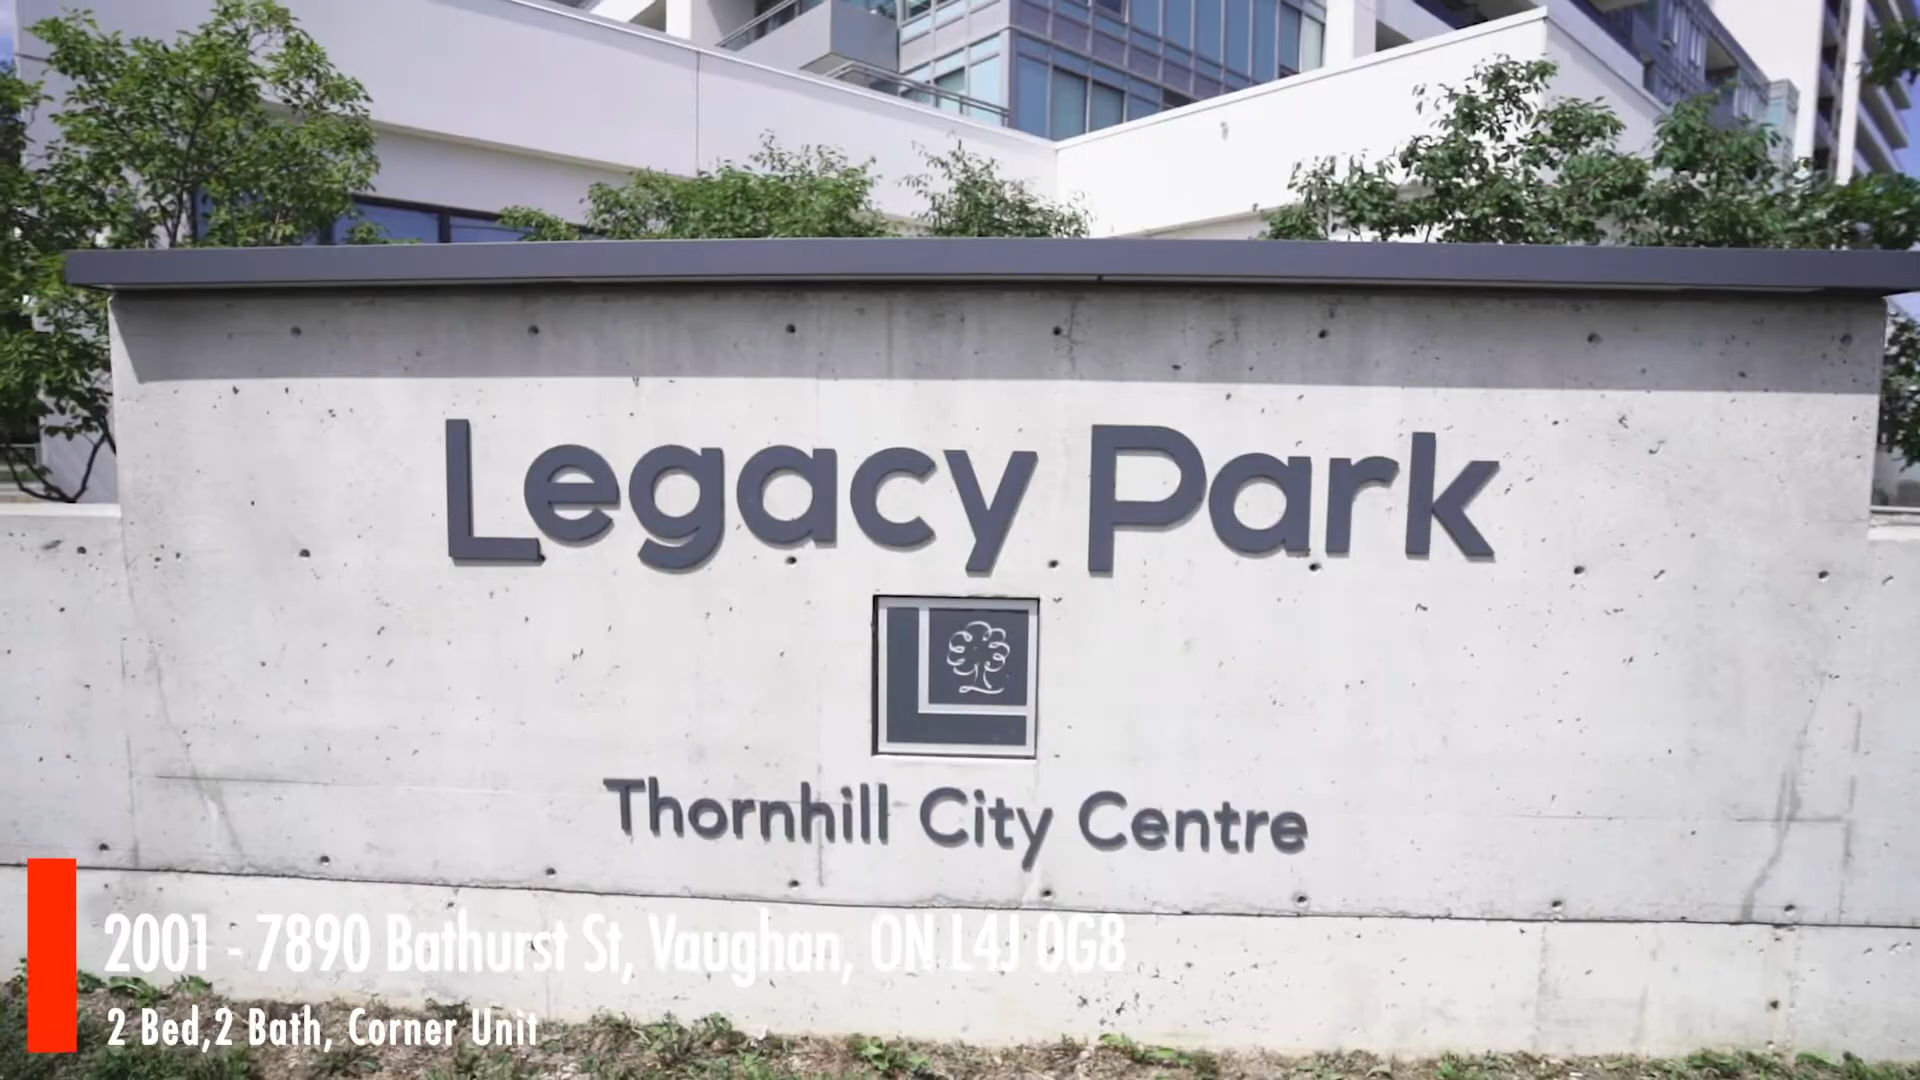 Legacy Park
Thornhill City Centre
2001 - 7890 Bathurst St, Vaughan, ON L4J 0G8
2 Bed,2 Bath, Corner Unit